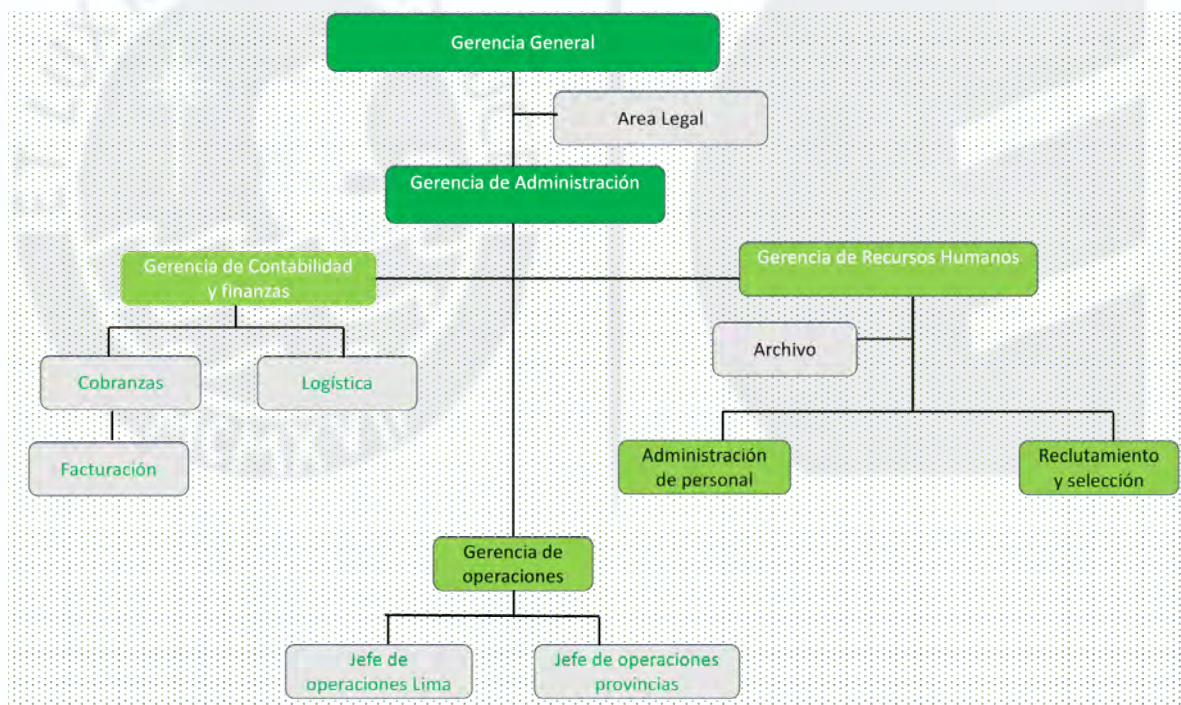 Gerencia General
Area Legal
Gerencia de Administración
Gerencia de Contabilidad
y finanzas
Gerencia de Recursos Humanos
Archivo
Cobranzas
Logística
Facturación
Administración
de personal
Reclutamiento
y selección
Gerencia de
operaciones
Jefe de
operaciones Lima
Jefe de operaciones
provincias